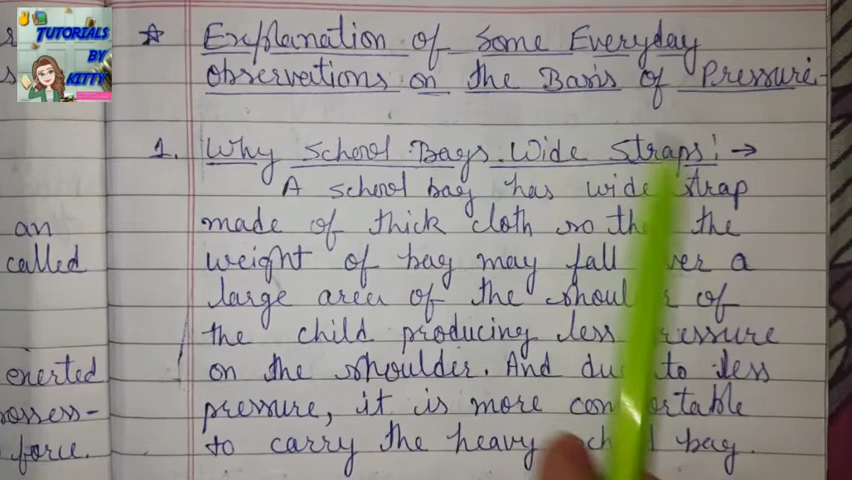 TUTORIALS
BY
KITTY
☆ Explanation of Some Everyday
Observations on the Basis of Pressure:-
1. Why School Bags Wide Straps: →
A school bag has wide strap
made of thick cloth so the
weight of bag may fall over a
large area of the shoulder of
the child producing less pressure
on the shoulder. And due to less
pressure, it is more comfortable
to carry the heavy school bag.
an
called
exerted
possess-
force.